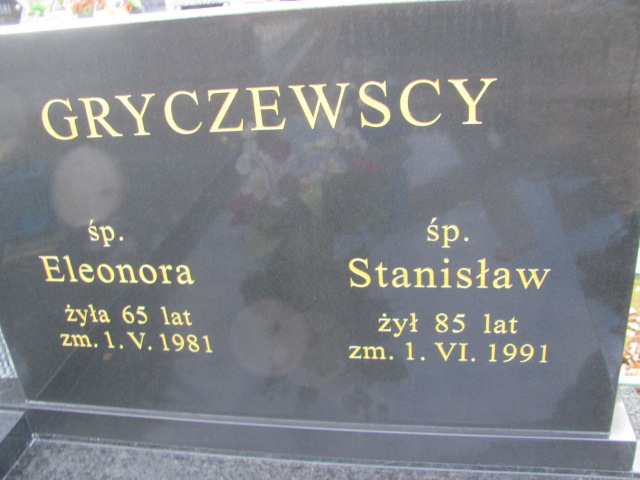 GRYCZEWSCY
śp.
Eleonora
żyła 65 lat
zm. 1. V. 1981
śp.
Stanisław
żył 85 lat
zm. 1. VI. 1991